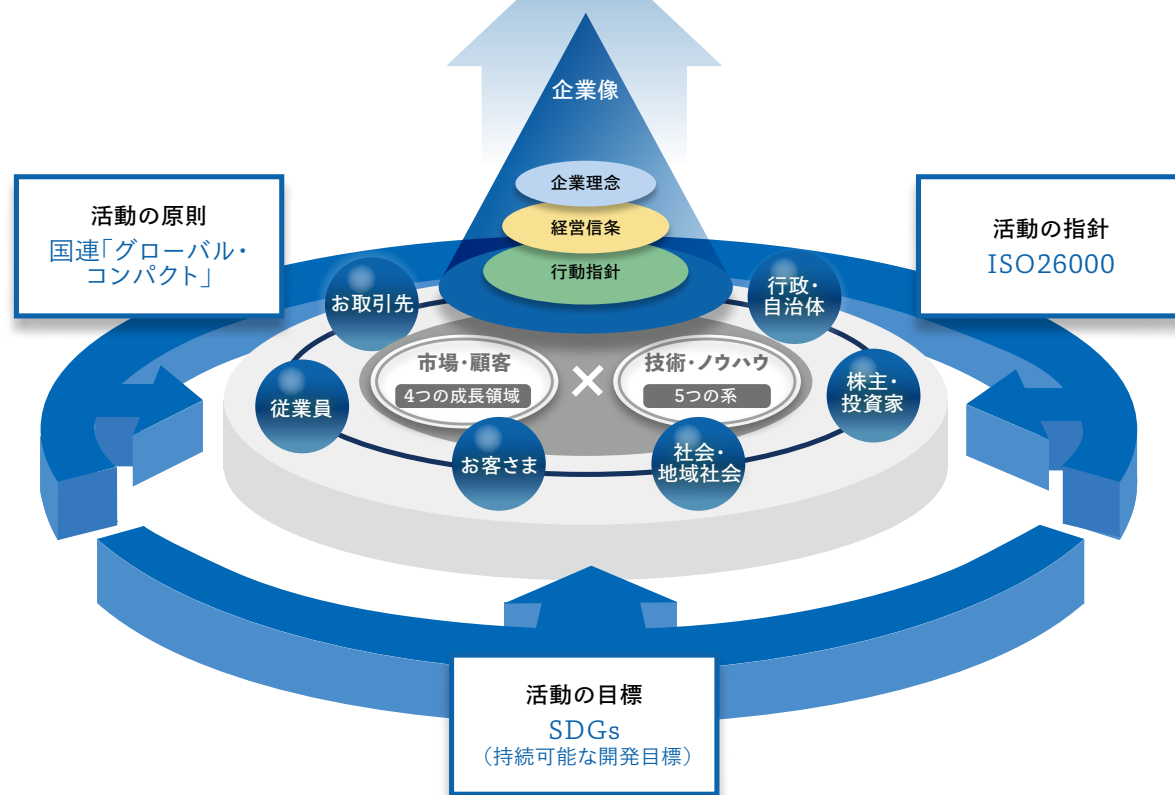 企業像
企業理念
経営信条
行動指針
活動の原則
国連「グローバル・
コンパクト」
活動の指針
ISO26000
お取引先
行政・
自治体
市場・顧客
4つの成長領域
×
技術・ノウハウ
5つの系
従業員
株主・
投資家
お客さま
社会・
地域社会
活動の目標
SDGs
（持続可能な開発目標）